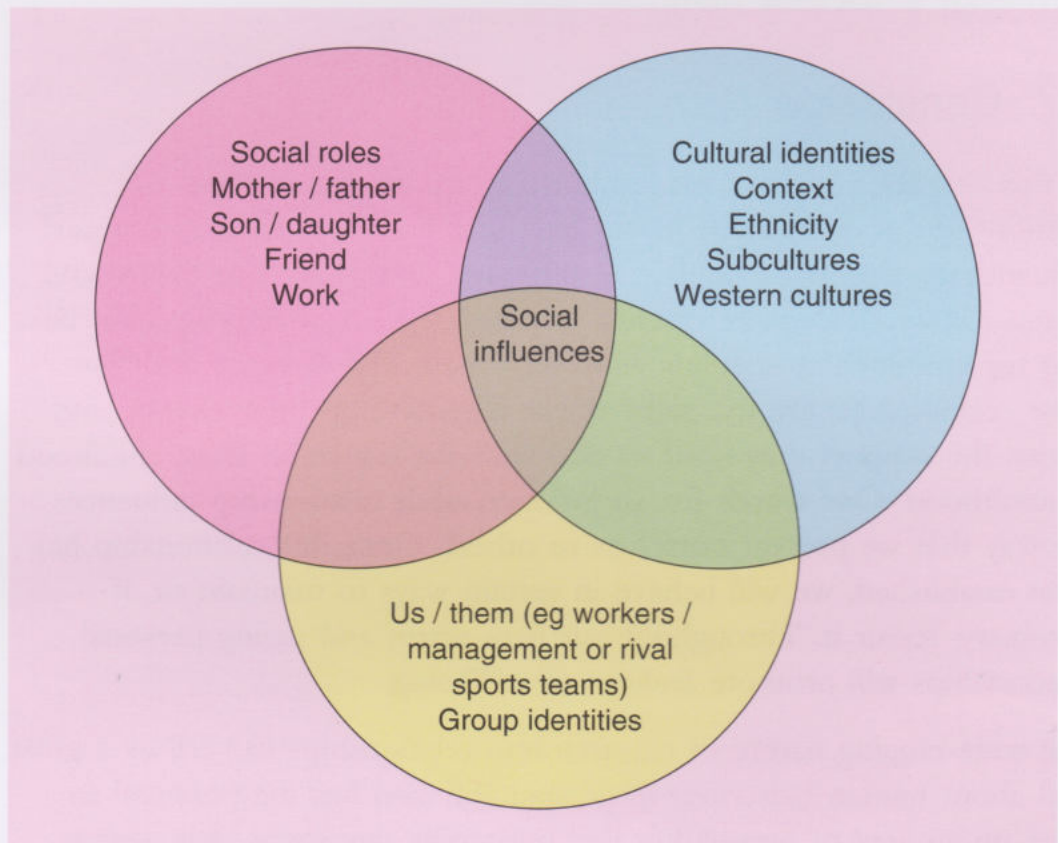 Social roles
Mother / father
Son / daughter
Friend
Work
Cultural identities
Context
Ethnicity
Subcultures
Western cultures
Social
influences
Us / them (eg workers /
management or rival
sports teams)
Group identities